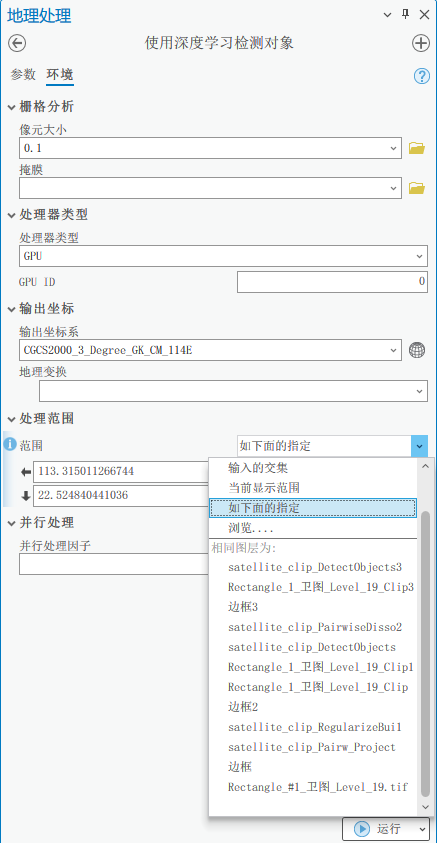 地理处理
使用深度学习检测对象
参数 环境
栅格分析
像元大小
0.1
掩膜
处理器类型
处理器类型
GPU
GPU ID 0
输出坐标
输出坐标系
CGCS2000_3_Degree_GK_CM_114E
地理变换
处理范围
范围 如下面的指定
113.315011266744
22.524840441036
并行处理
并行处理因子
输入的交集
当前显示范围
如下面的指定
浏览....
相同图层为:
satellite_clip_DetectObjects3
Rectangle_1_卫图_Level_19_Clip3
边框3
satellite_clip_PairwiseDisso2
satellite_clip_DetectObjects
Rectangle_1_卫图_Level_19_Clip1
Rectangle_1_卫图_Level_19_Clip
边框2
satellite_clip_RegularizeBui1
satellite_clip_Pairw_Project
边框
Rectangle_#1_卫图_Level_19.tif
运行